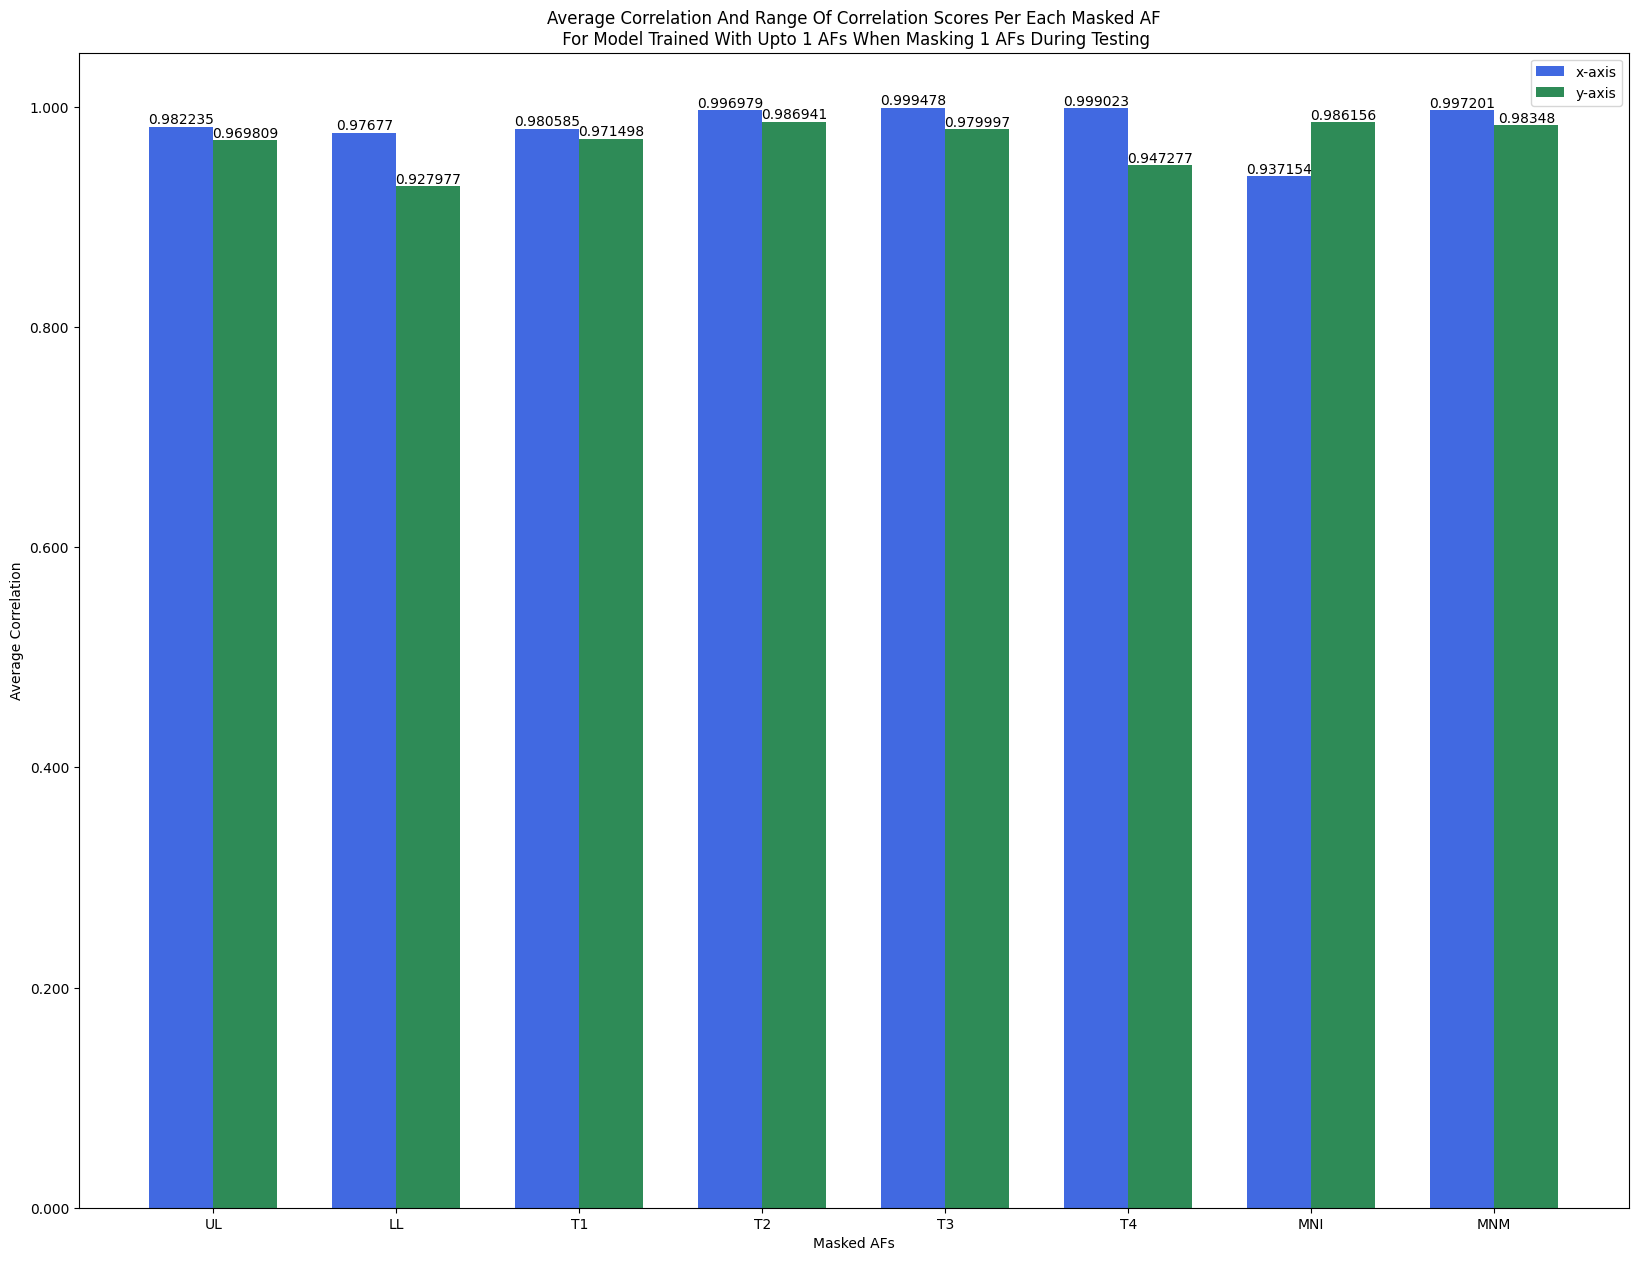 Average Correlation And Range Of Correlation Scores Per Each Masked AF
For Model Trained With Upto 1 AFs When Masking 1 AFs During Testing
x-axis
y-axis
Average Correlation
1.000
0.800
0.600
0.400
0.200
0.000
0.982235
0.969809
0.97677
0.927977
0.980585
0.971498
0.996979
0.986941
0.999478
0.979997
0.999023
0.947277
0.937154
0.986156
0.997201
0.98348
UL
LL
T1
T2
T3
T4
MNI
MNM
Masked AFs